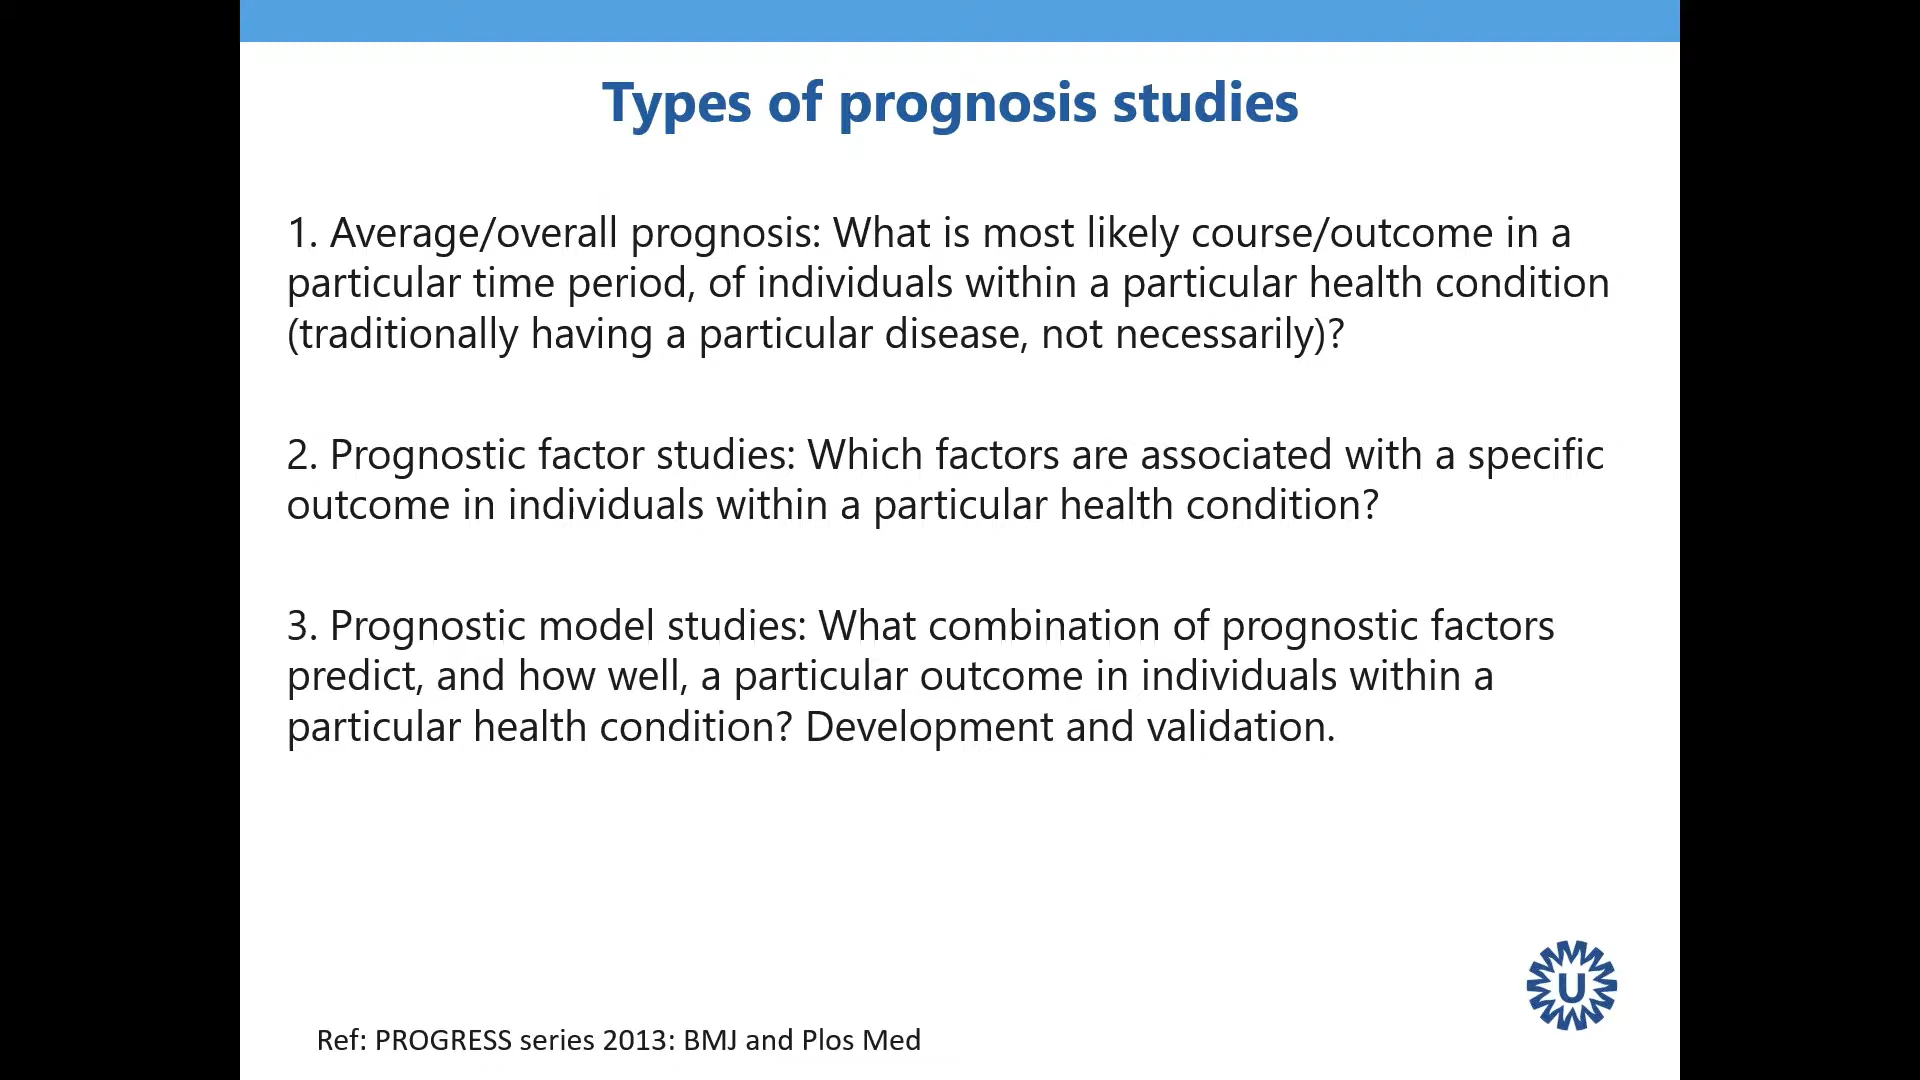 Types of prognosis studies
1. Average/overall prognosis: What is most likely course/outcome in a
particular time period, of individuals within a particular health condition
(traditionally having a particular disease, not necessarily)?
2. Prognostic factor studies: Which factors are associated with a specific
outcome in individuals within a particular health condition?
3. Prognostic model studies: What combination of prognostic factors
predict, and how well, a particular outcome in individuals within a
particular health condition? Development and validation.
U
Ref: PROGRESS series 2013: BMJ and Plos Med